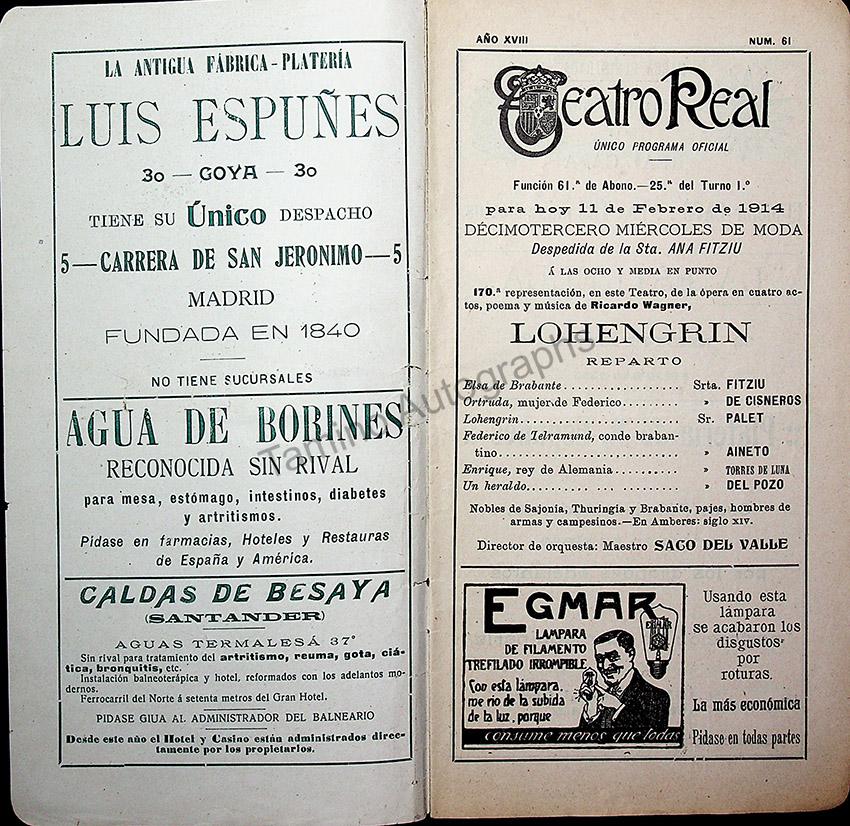 LA ANTIGUA FÁBRICA-PLATERÍA
LUIS ESPUÑES
30 — GOYA — 30
TIENE SU Único DESPACHO
5—CARRERA DE SAN JERONIMO—5
MADRID
FUNDADA EN 1840
NO TIENE SUCURSALES
AGUA DE BORINES
RECONOCIDA SIN RIVAL
para mesa, estómago, intestinos, diabetes
y artritismos.
Pídase en farmacias, Hoteles y Restauras
de España y América.
CALDAS DE BESAYA
(SANTANDER)
AGUAS TERMALESÁ 37°
Sin rival para tratamiento del artritismo, reuma, gota, ciá-
tica, bronquitis, etc.
Instalación balneoterápica y hotel, reformados con los adelantos mo-
dernos.
Ferrocarril del Norte á setenta metros del Gran Hotel.
PIDASE GIUA AL ADMINISTRADOR DEL BALNEARIO
Desde este año el Hotel y Casino están administrados direc-
tamente por los propietarios.
AÑO XVIII NUM. 61
Teatro Real
ÚNICO PROGRAMA OFICIAL
Función 61.ª de Abono.—25.ª del Turno 1.º
para hoy 11 de Febrero de 1914
DÉCIMOTERCERO MIÉRCOLES DE MODA
Despedida de la Sta. ANA FITZIU
Á LAS OCHO Y MEDIA EN PUNTO
170.ª representación, en este Teatro, de la ópera en cuatro ac-
tos, poema y música de Ricardo Wagner,
LOHENGRIN
REPARTO
Elsa de Brabante.................... Srta. FITZIU
Ortruda, mujer de Federico.......... » DE CISNEROS
Lohengrin........................... Sr. PALET
Federico de Telramund, conde braban-
tino................................ » AINETO
Enrique, rey de Alemania.......... » TORRES DE LUNA
Un heraldo.......................... » DEL POZO
Nobles de Sajonía, Thuringía y Brabante, pajes, hombres de
armas y campesinos.—En Amberes: siglo XIV.
Director de orquesta: Maestro SACO DEL VALLE
EGMAR
LAMPARA
DE FILAMENTO
TREFILADO IRROMPIBLE
Con esta lámpara,
me rio de la subida
de la luz, porque
consume menos que todas
EGMAR
Usando esta
lámpara
se acabaron los
disgustos
por
roturas.
La más económica
Pídase en todas partes
Tamino Autographs